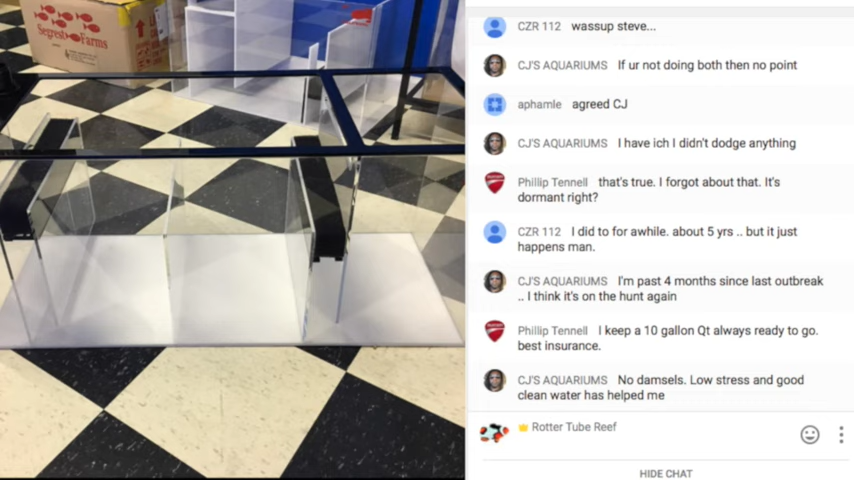 Segrest Farms
CZR 112 wassup steve...
CJ'S AQUARIUMS If ur not doing both then no point
aphamle agreed CJ
CJ'S AQUARIUMS I have ich I didn't dodge anything
Phillip Tennell that's true. I forgot about that. It's
dormant right?
CZR 112 I did to for awhile. about 5 yrs .. but it just
happens man.
CJ'S AQUARIUMS I'm past 4 months since last outbreak
.. I think it's on the hunt again
Phillip Tennell I keep a 10 gallon Qt always ready to go.
best insurance.
CJ'S AQUARIUMS No damsels. Low stress and good
clean water has helped me
Rotter Tube Reef
HIDE CHAT